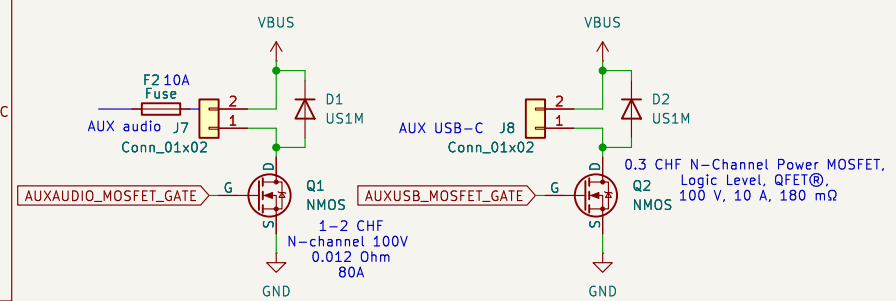 VBUS
F2 10A
Fuse
2
1
AUX audio
J7
Conn_01x02
D1
US1M
D
AUXAUDIO_MOSFET_GATE
G
Q1
NMOS
S
1-2 CHF
N-channel 100V
0.012 Ohm
80A
GND
VBUS
2
1
AUX USB-C
J8
Conn_01x02
D2
US1M
D
AUXUSB_MOSFET_GATE
G
Q2
NMOS
S
0.3 CHF N-Channel Power MOSFET,
Logic Level, QFET®,
100 V, 10 A, 180 mΩ
GND
C